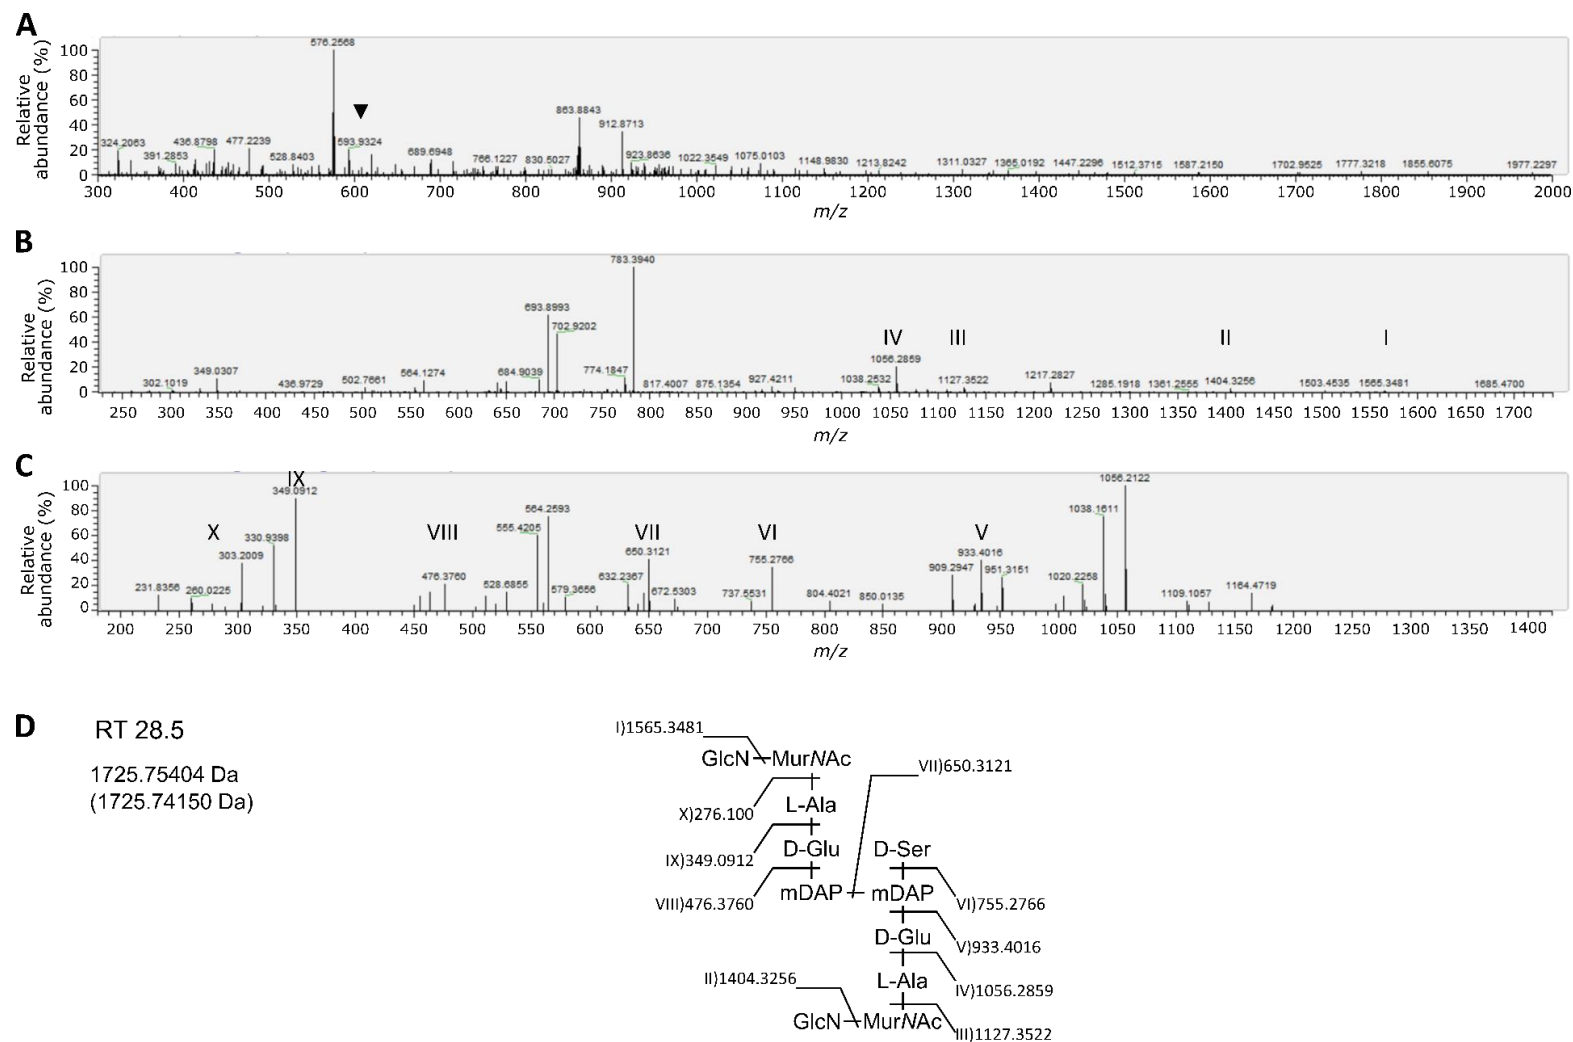 A
Relative
abundance (%)
100
80
60
40
20
0
324.2063
391.2853
436.8798
477.2239
528.8403
576.2568
593.9324
▼
689.6948
766.1227
830.5027
863.8843
912.8713
923.8636
1022.3549
1075.0103
1148.9830
1213.8242
1311.0327
1365.0192
1447.2296
1512.3715
1587.2150
1702.9525
1777.3218
1855.6075
1977.2297
300 400 500 600 700 800 900 1000 1100 1200 1300 1400 1500 1600 1700 1800 1900 2000
m/z
B
Relative
abundance (%)
100
80
60
40
20
0
302.1019
349.0307
436.9729
502.7661
564.1274
684.9039
693.8993
702.9202
774.1847
783.3940
817.4007
875.1354
927.4211
1038.2532
IV
1056.2859
III
1127.3522
1217.2827
1285.1918
1361.2555
II
1404.3256
1503.4535
I
1565.3481
1685.4700
250 300 350 400 450 500 550 600 650 700 750 800 850 900 950 1000 1050 1100 1150 1200 1250 1300 1350 1400 1450 1500 1550 1600 1650 1700
m/z
C
Relative
abundance (%)
100
80
60
40
20
0
231.8356
X
260.0225
303.2009
330.9398
IX
349.0912
VIII
476.3760
528.6855
555.4205
564.2593
579.3656
632.2367
VII
650.3121
672.5303
737.5531
VI
755.2766
804.4021
850.0135
909.2947
V
933.4016
951.3151
1020.2258
1038.1611
1056.2122
1109.1057
1164.4719
200 250 300 350 400 450 500 550 600 650 700 750 800 850 900 950 1000 1050 1100 1150 1200 1250 1300 1350 1400
m/z
D
RT 28.5
1725.75404 Da
(1725.74150 Da)
I)1565.3481
GlcN MurNAc
VII)650.3121
X)276.100
L-Ala
IX)349.0912
D-Glu D-Ser
VIII)476.3760
mDAP mDAP
VI)755.2766
D-Glu
V)933.4016
II)1404.3256
L-Ala
IV)1056.2859
GlcN MurNAc
III)1127.3522